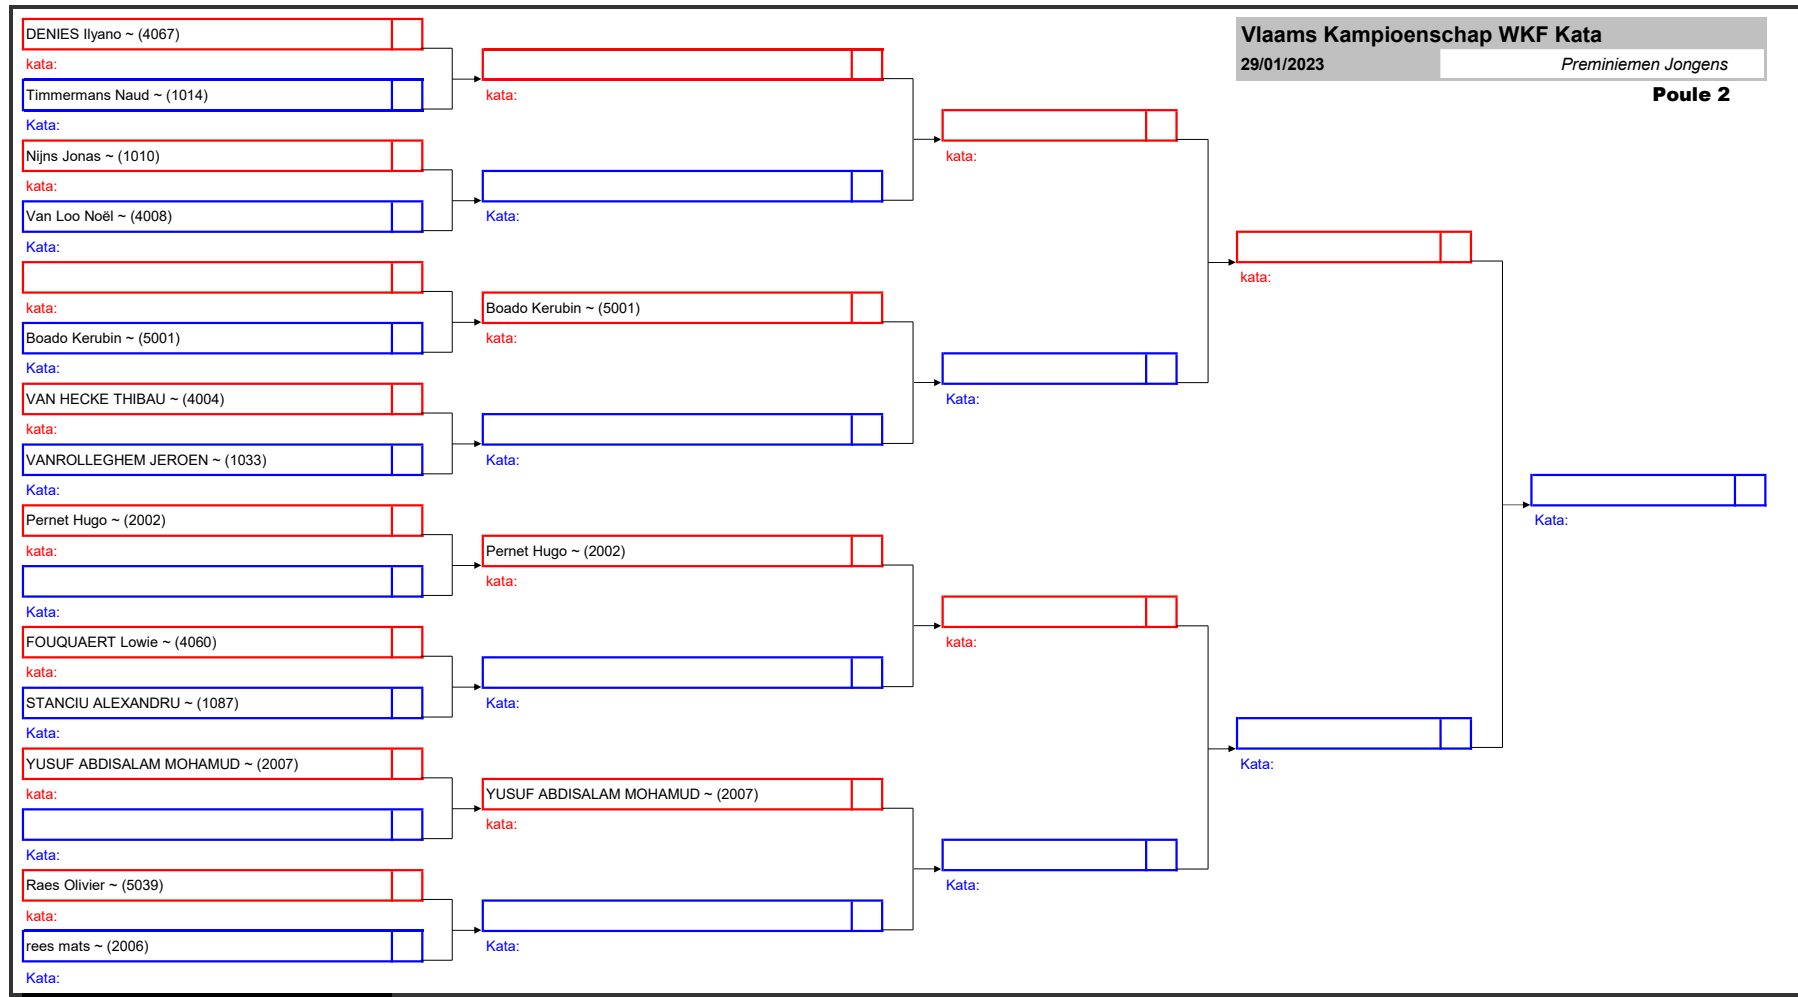 DENIES Ilyano ~ (4067)
kata:
Timmermans Naud ~ (1014)
Kata:
Nijns Jonas ~ (1010)
kata:
Van Loo Noël ~ (4008)
Kata:
kata:
Boado Kerubin ~ (5001)
Kata:
VAN HECKE THIBAU ~ (4004)
kata:
VANROLLEGHEM JEROEN ~ (1033)
Kata:
Pernet Hugo ~ (2002)
kata:
Kata:
FOUQUAERT Lowie ~ (4060)
kata:
STANCIU ALEXANDRU ~ (1087)
Kata:
YUSUF ABDISALAM MOHAMUD ~ (2007)
kata:
Kata:
Raes Olivier ~ (5039)
kata:
rees mats ~ (2006)
Kata:
kata:
Kata:
Boado Kerubin ~ (5001)
kata:
Kata:
Pernet Hugo ~ (2002)
kata:
Kata:
YUSUF ABDISALAM MOHAMUD ~ (2007)
kata:
Kata:
kata:
Kata:
kata:
Kata:
Vlaams Kampioenschap WKF Kata
29/01/2023 Preminiemen Jongens
Poule 2
kata:
Kata:
Kata: